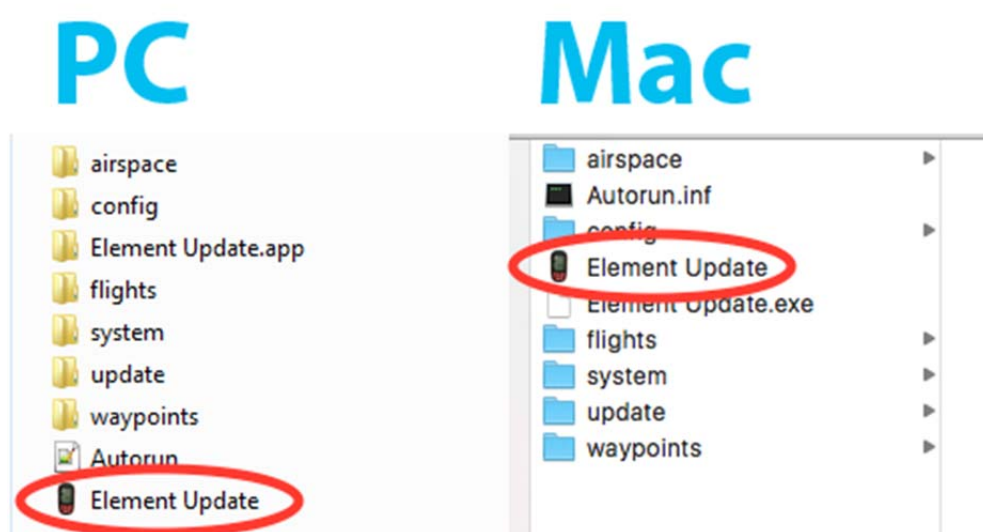 PC
airspace
config
Element Update.app
flights
system
update
waypoints
Autorun
Element Update
Mac
airspace
Autorun.inf
config
Element Update
Element Update.exe
flights
system
update
waypoints